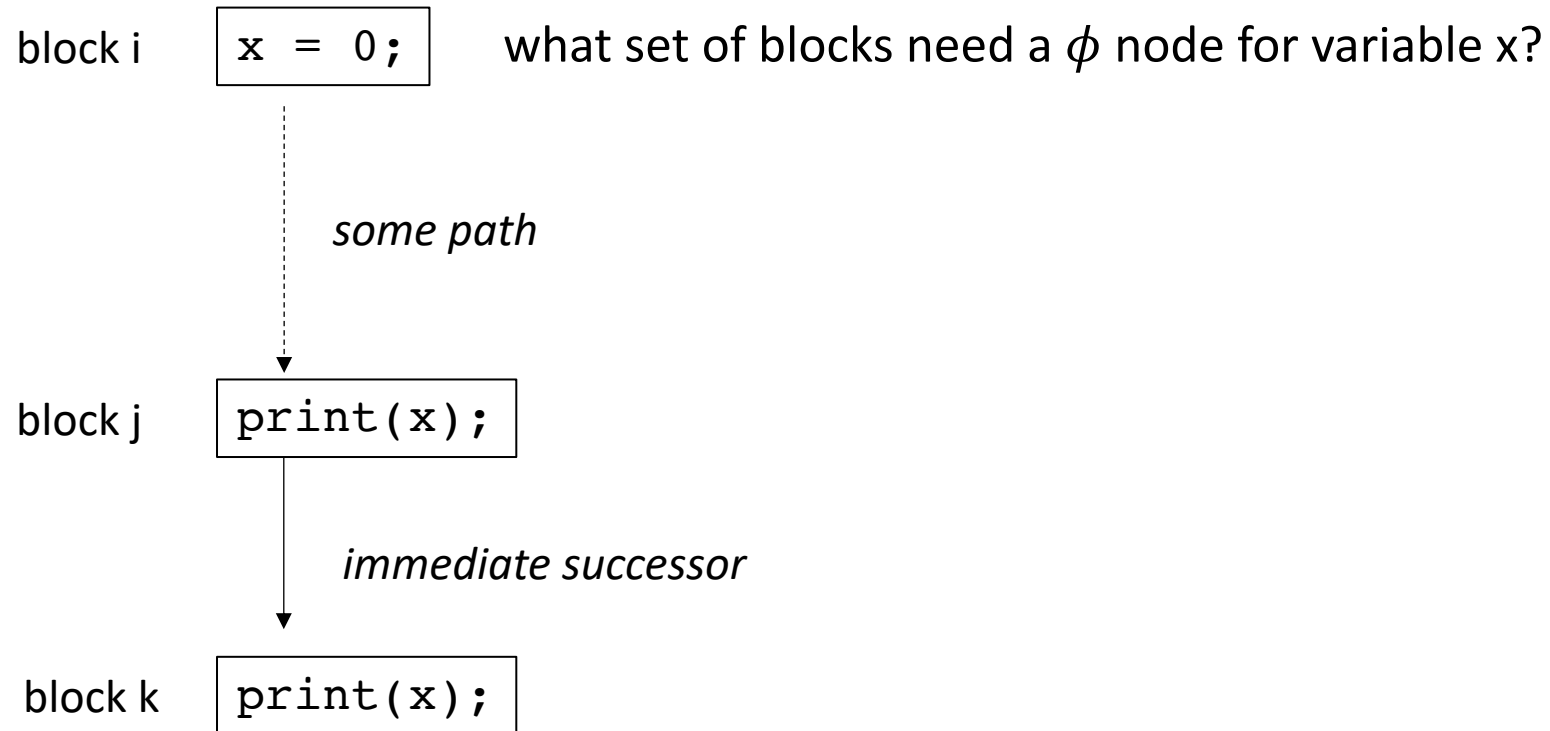 block i x = 0; what set of blocks need a ϕ node for variable x?
some path
block j print(x);
immediate successor
block k print(x);